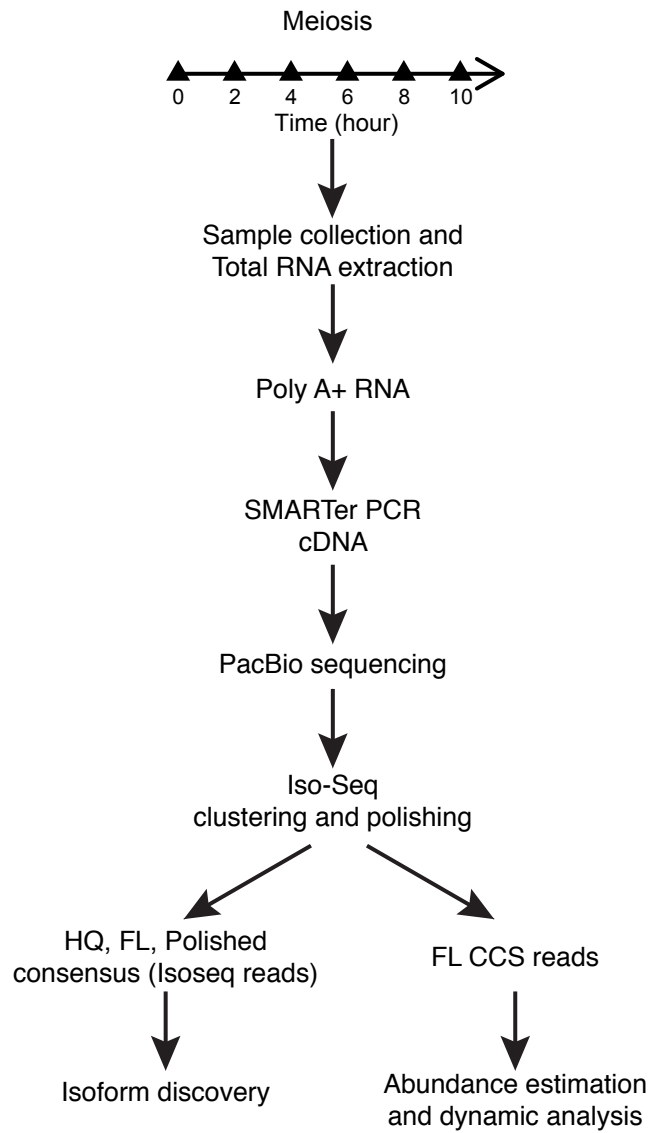 Meiosis
0 2 4 6 8 10
Time (hour)
Sample collection and
Total RNA extraction
Poly A+ RNA
SMARTer PCR
cDNA
PacBio sequencing
Iso-Seq
clustering and polishing
HQ, FL, Polished
consensus (Isoseq reads)
FL CCS reads
Isoform discovery
Abundance estimation
and dynamic analysis